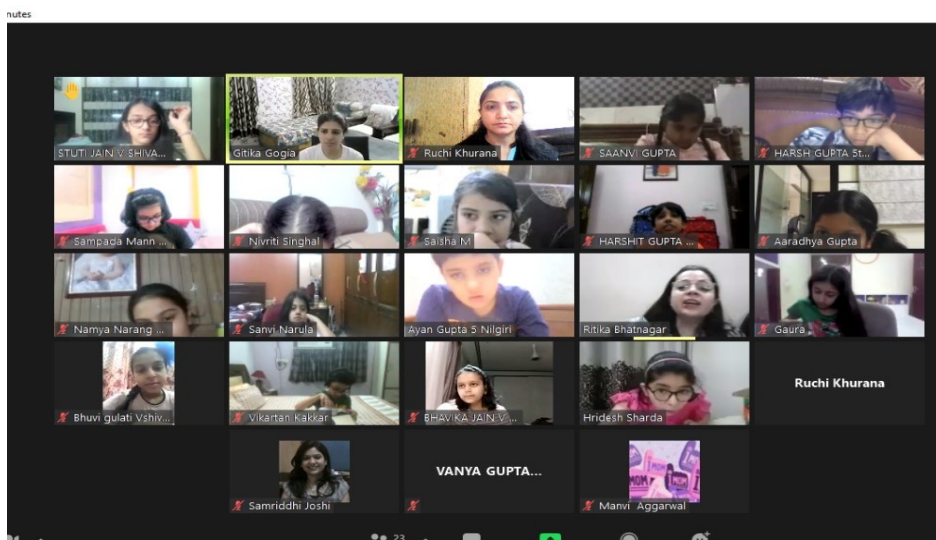 nutes
STUTI JAIN V SHIVA...
Gitika Gogia
Ruchi Khurana
SAANVI GUPTA
HARSH GUPTA 5t...
Sampada Mann ...
Nivriti Singhal
Saisha M
HARSHIT GUPTA ...
Aaradhya Gupta
Namya Narang ...
Sanvi Narula
Ayan Gupta 5 Nilgiri
Ritika Bhatnagar
Gaura
Bhuvi gulati Vshiv...
Vikartan Kakkar
BHAVIKA JAIN V ...
Hridesh Sharda
Ruchi Khurana
Samriddhi Joshi
VANYA GUPTA...
MOM
MOM
Manvi Aggarwal
23